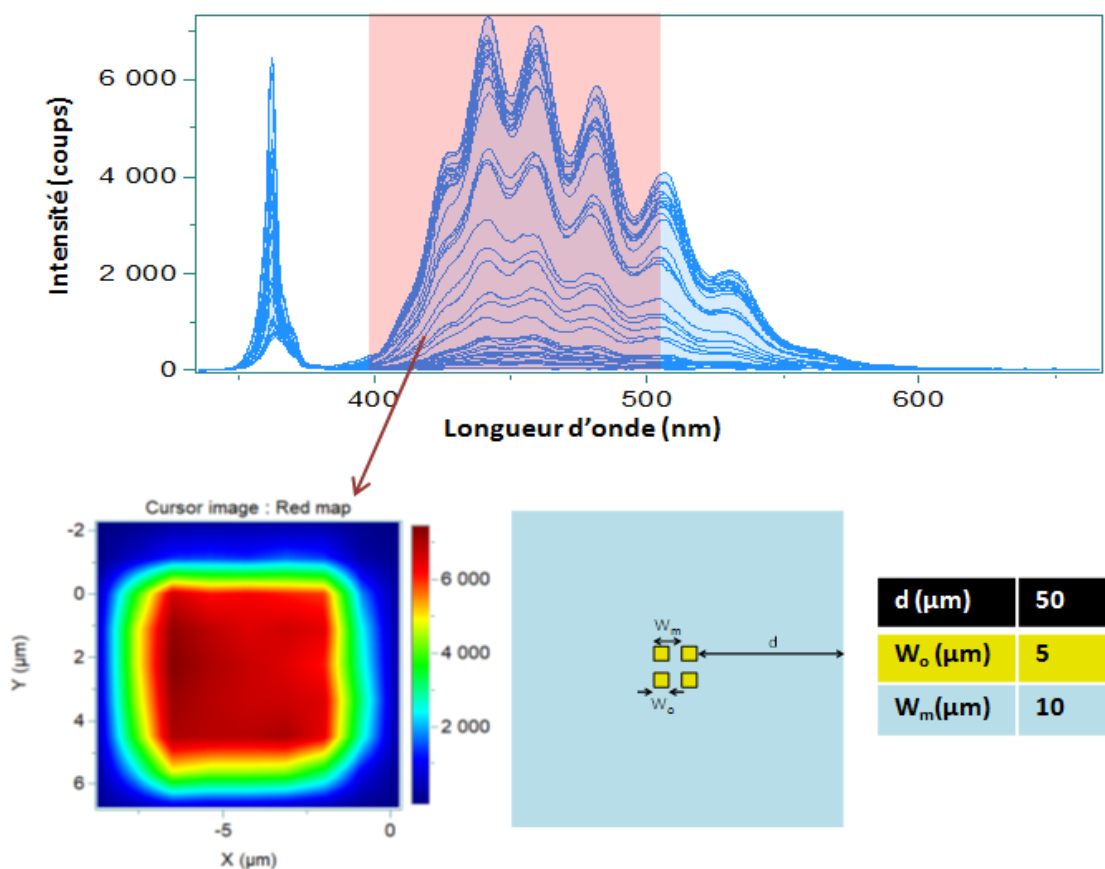 6 000
4 000
2 000
0
Intensité (coups)
400
500
600
Longueur d'onde (nm)
Cursor image : Red map
-2
0
2
4
6
Y (µm)
6 000
4 000
2 000
-5
0
X (µm)
Wm
d
Wo
d (µm) 50
Wo (µm) 5
Wm(µm) 10